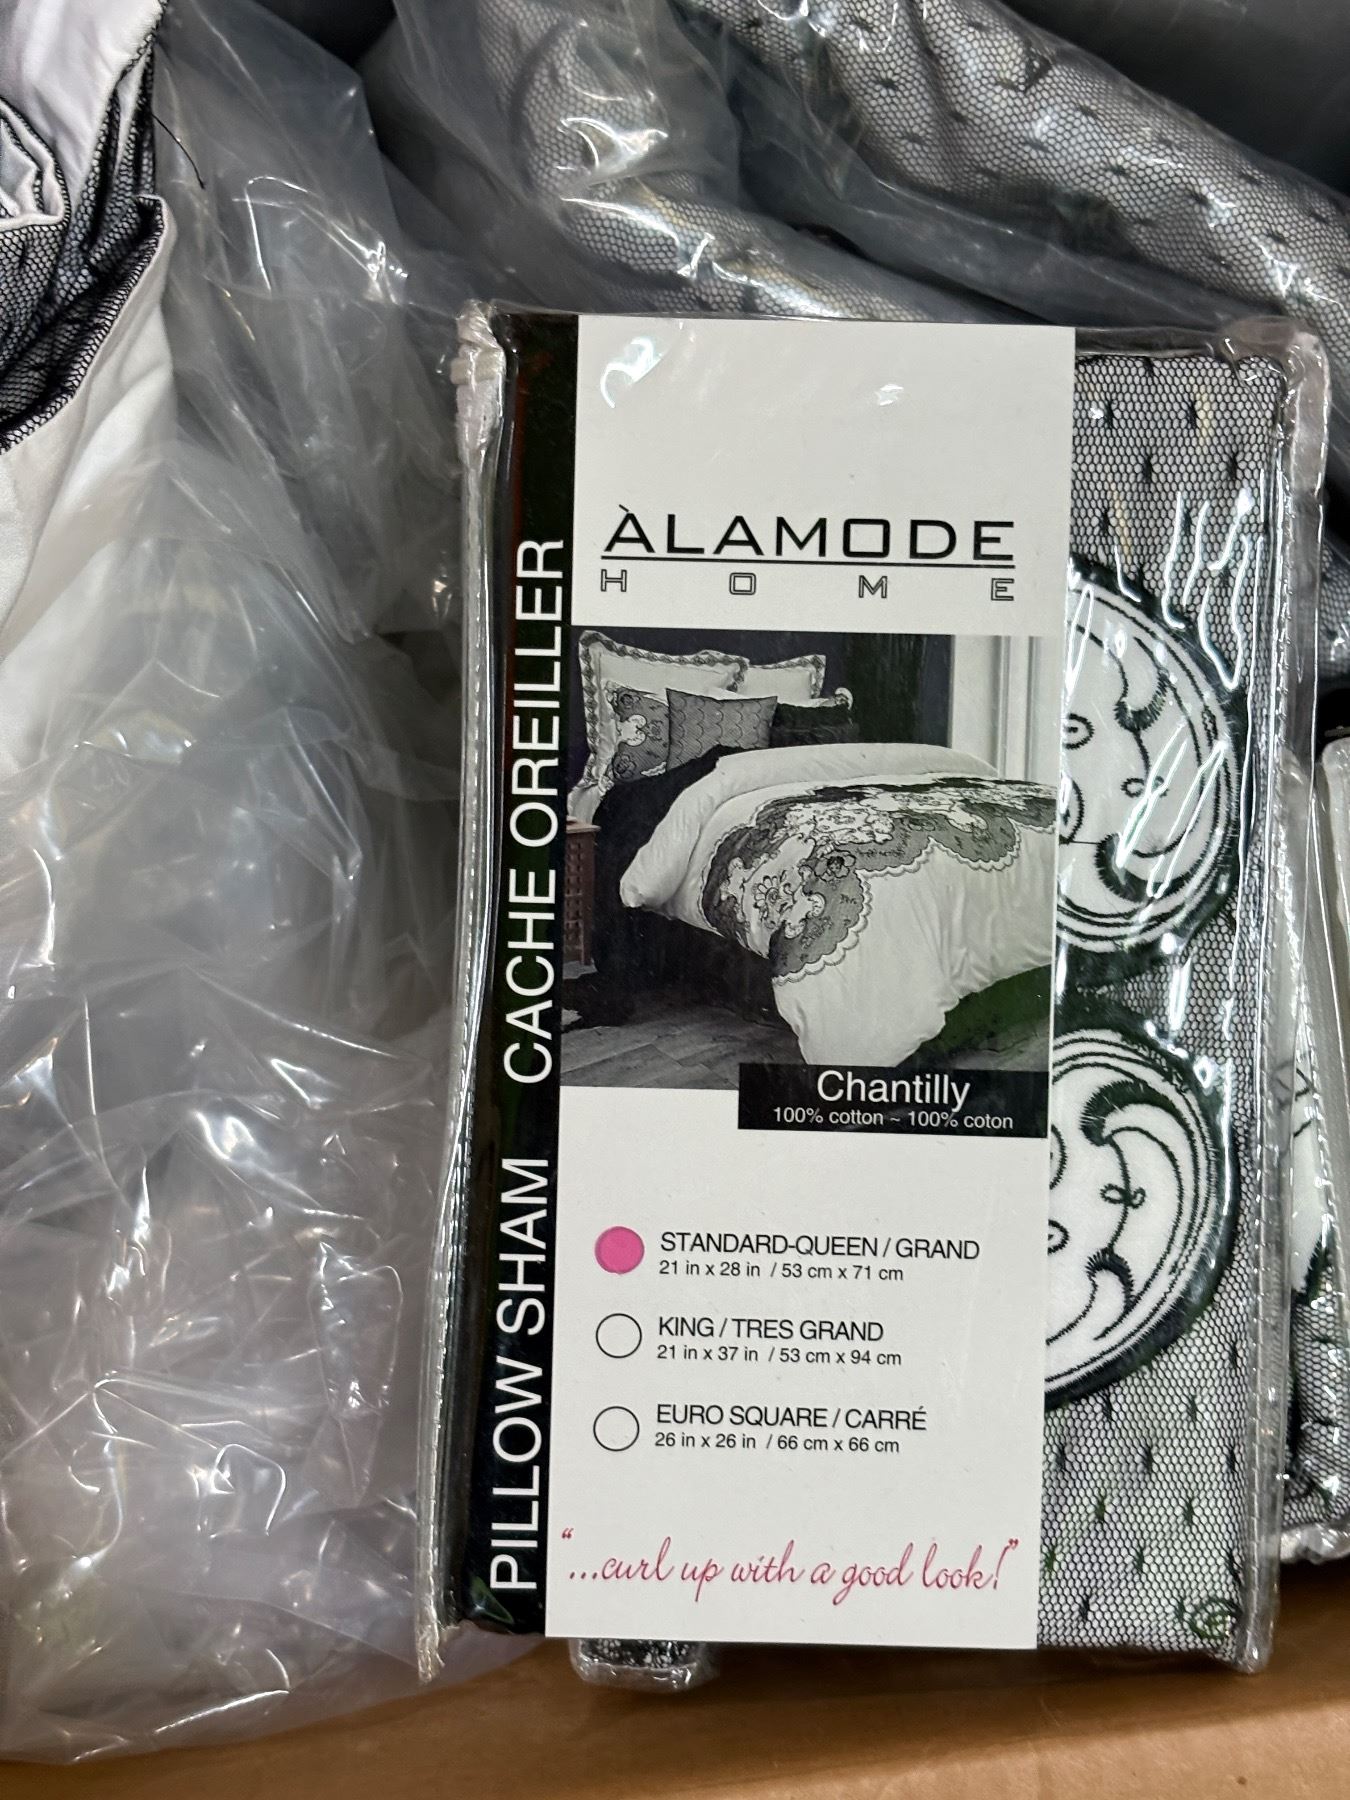 ÀLAMODE
HOME
PILLOW SHAM CACHE OREILLER
Chantilly
100% cotton ~ 100% coton
STANDARD-QUEEN / GRAND
21 in x 28 in / 53 cm x 71 cm
KING / TRES GRAND
21 in x 37 in / 53 cm x 94 cm
EURO SQUARE / CARRÉ
26 in x 26 in / 66 cm x 66 cm
“...curl up with a good look!”